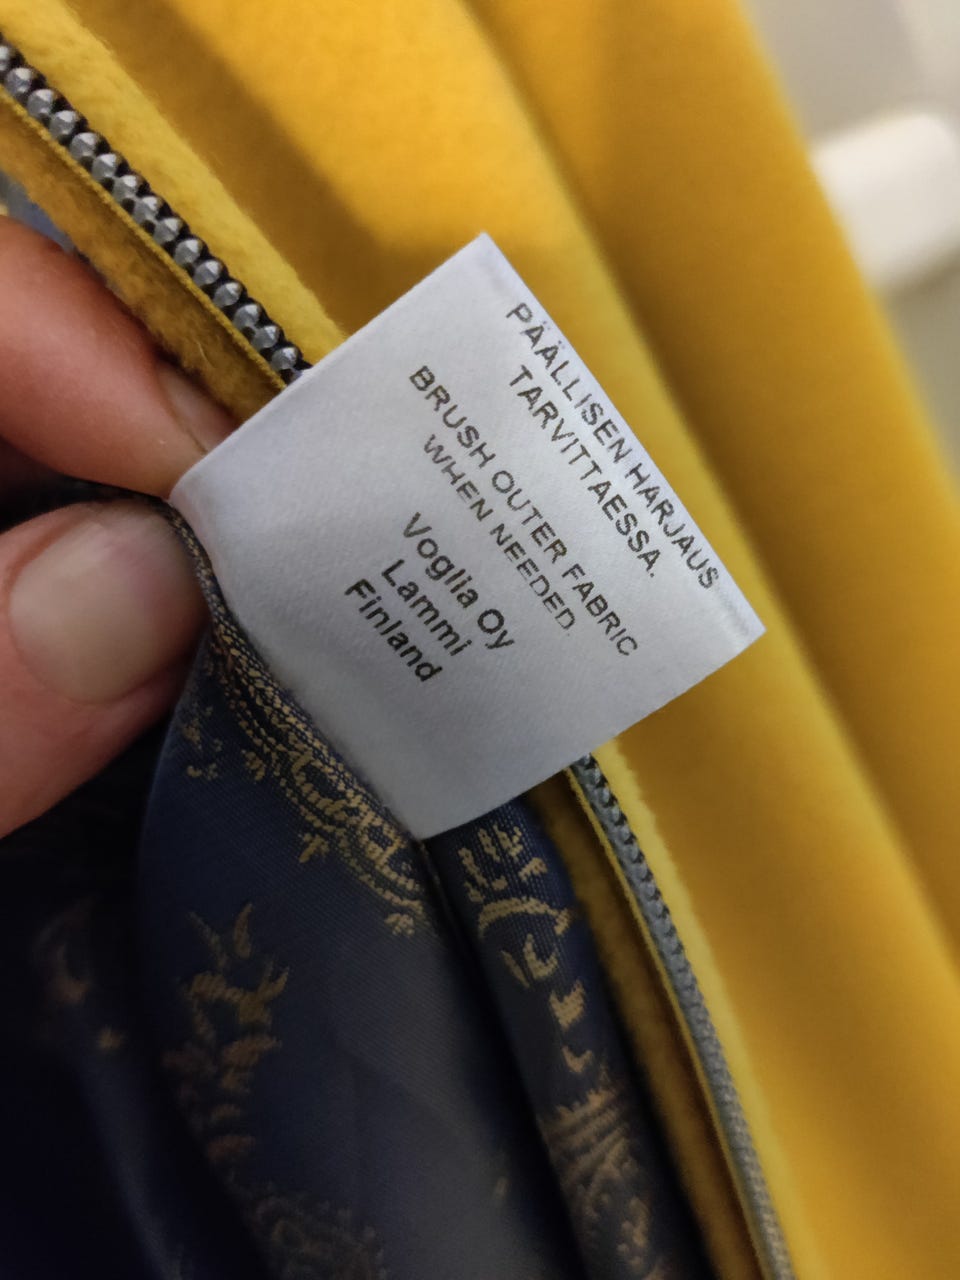 PÄÄLLISEN HARJAUS
TARVITTAESSA.
BRUSH OUTER FABRIC
WHEN NEEDED.
Voglia Oy
Lammi
Finland